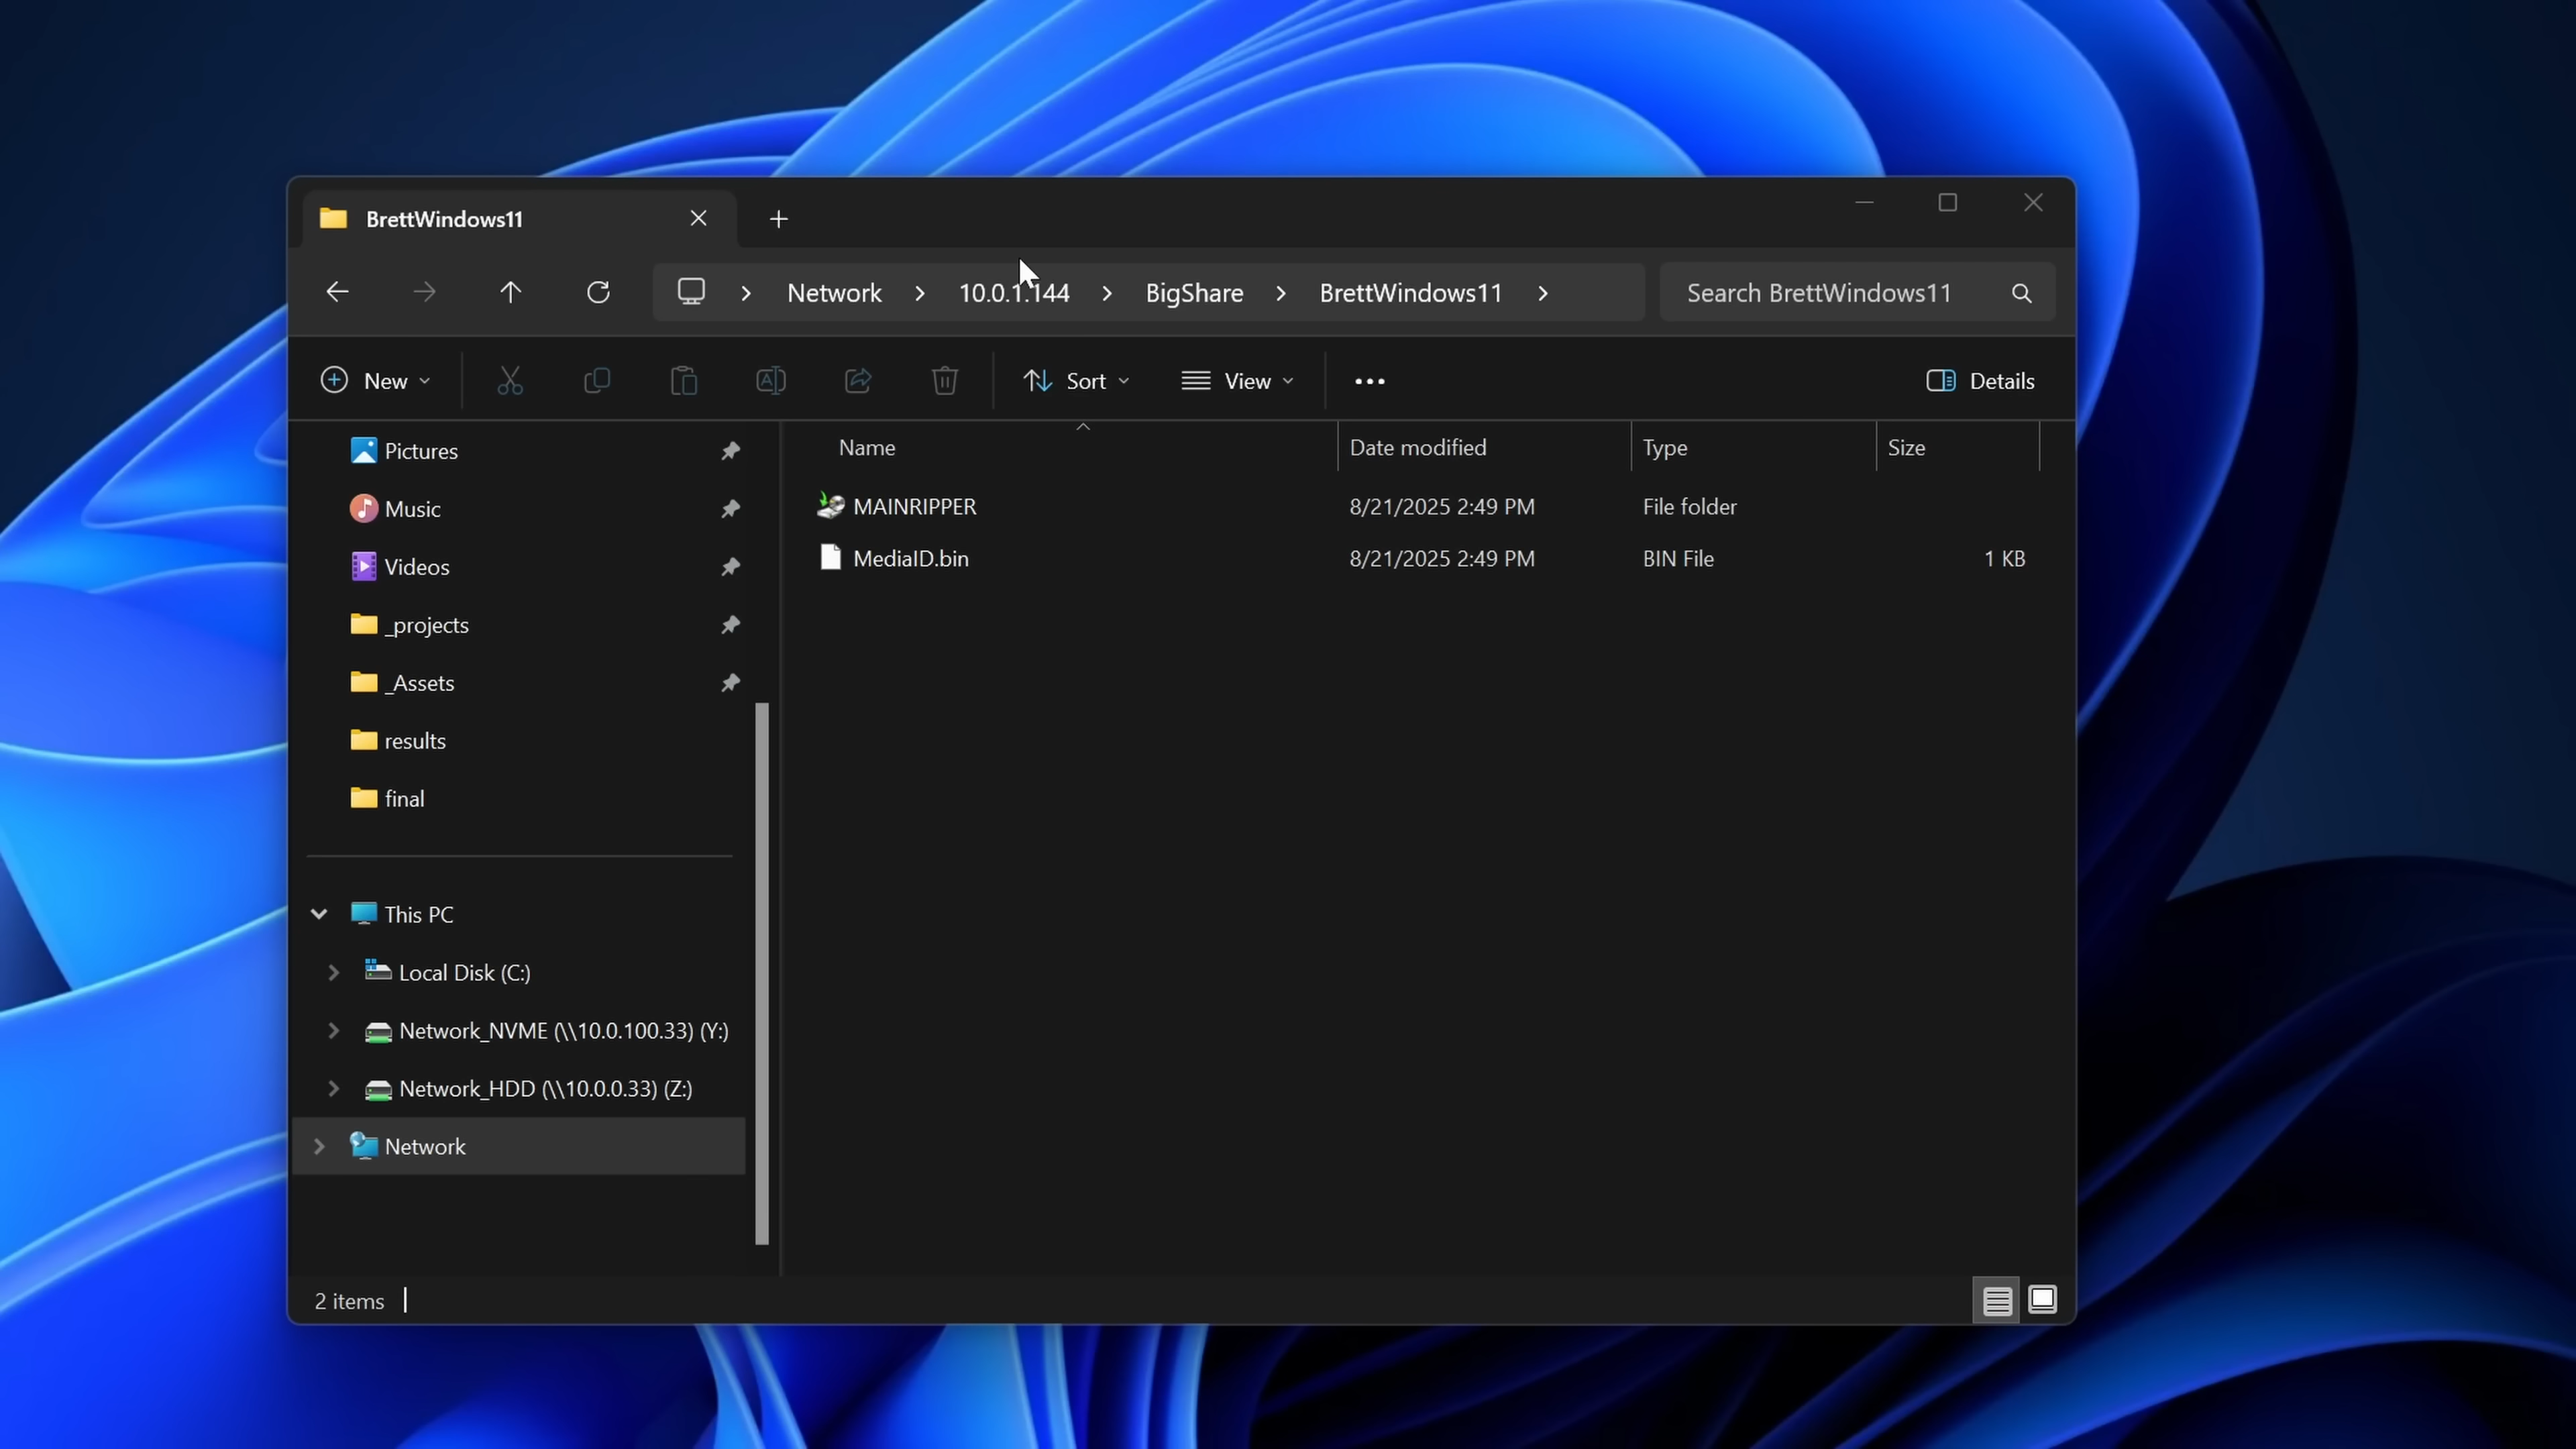 BrettWindows11
Network 10.0.1.144 BigShare BrettWindows11 Search BrettWindows11
New Sort View Details
Name Date modified Type Size
Pictures
Music
Videos
_projects
_Assets
results
final
MAINRIPPER 8/21/2025 2:49 PM File folder
MediaID.bin 8/21/2025 2:49 PM BIN File 1 KB
This PC
Local Disk (C:)
Network_NVME (\\10.0.100.33) (Y:)
Network_HDD (\\10.0.0.33) (Z:)
Network
2 items